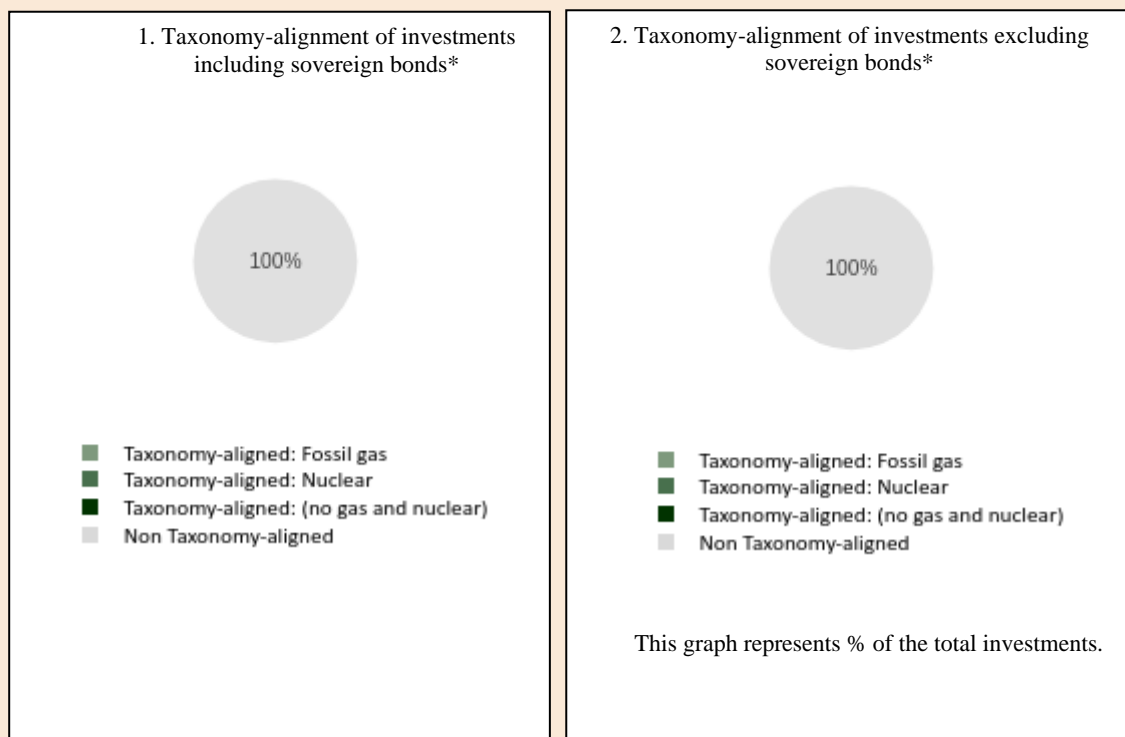 1. Taxonomy-alignment of investments
including sovereign bonds*
100%
Taxonomy-aligned: Fossil gas
Taxonomy-aligned: Nuclear
Taxonomy-aligned: (no gas and nuclear)
Non Taxonomy-aligned
2. Taxonomy-alignment of investments excluding
sovereign bonds*
100%
Taxonomy-aligned: Fossil gas
Taxonomy-aligned: Nuclear
Taxonomy-aligned: (no gas and nuclear)
Non Taxonomy-aligned
This graph represents % of the total investments.